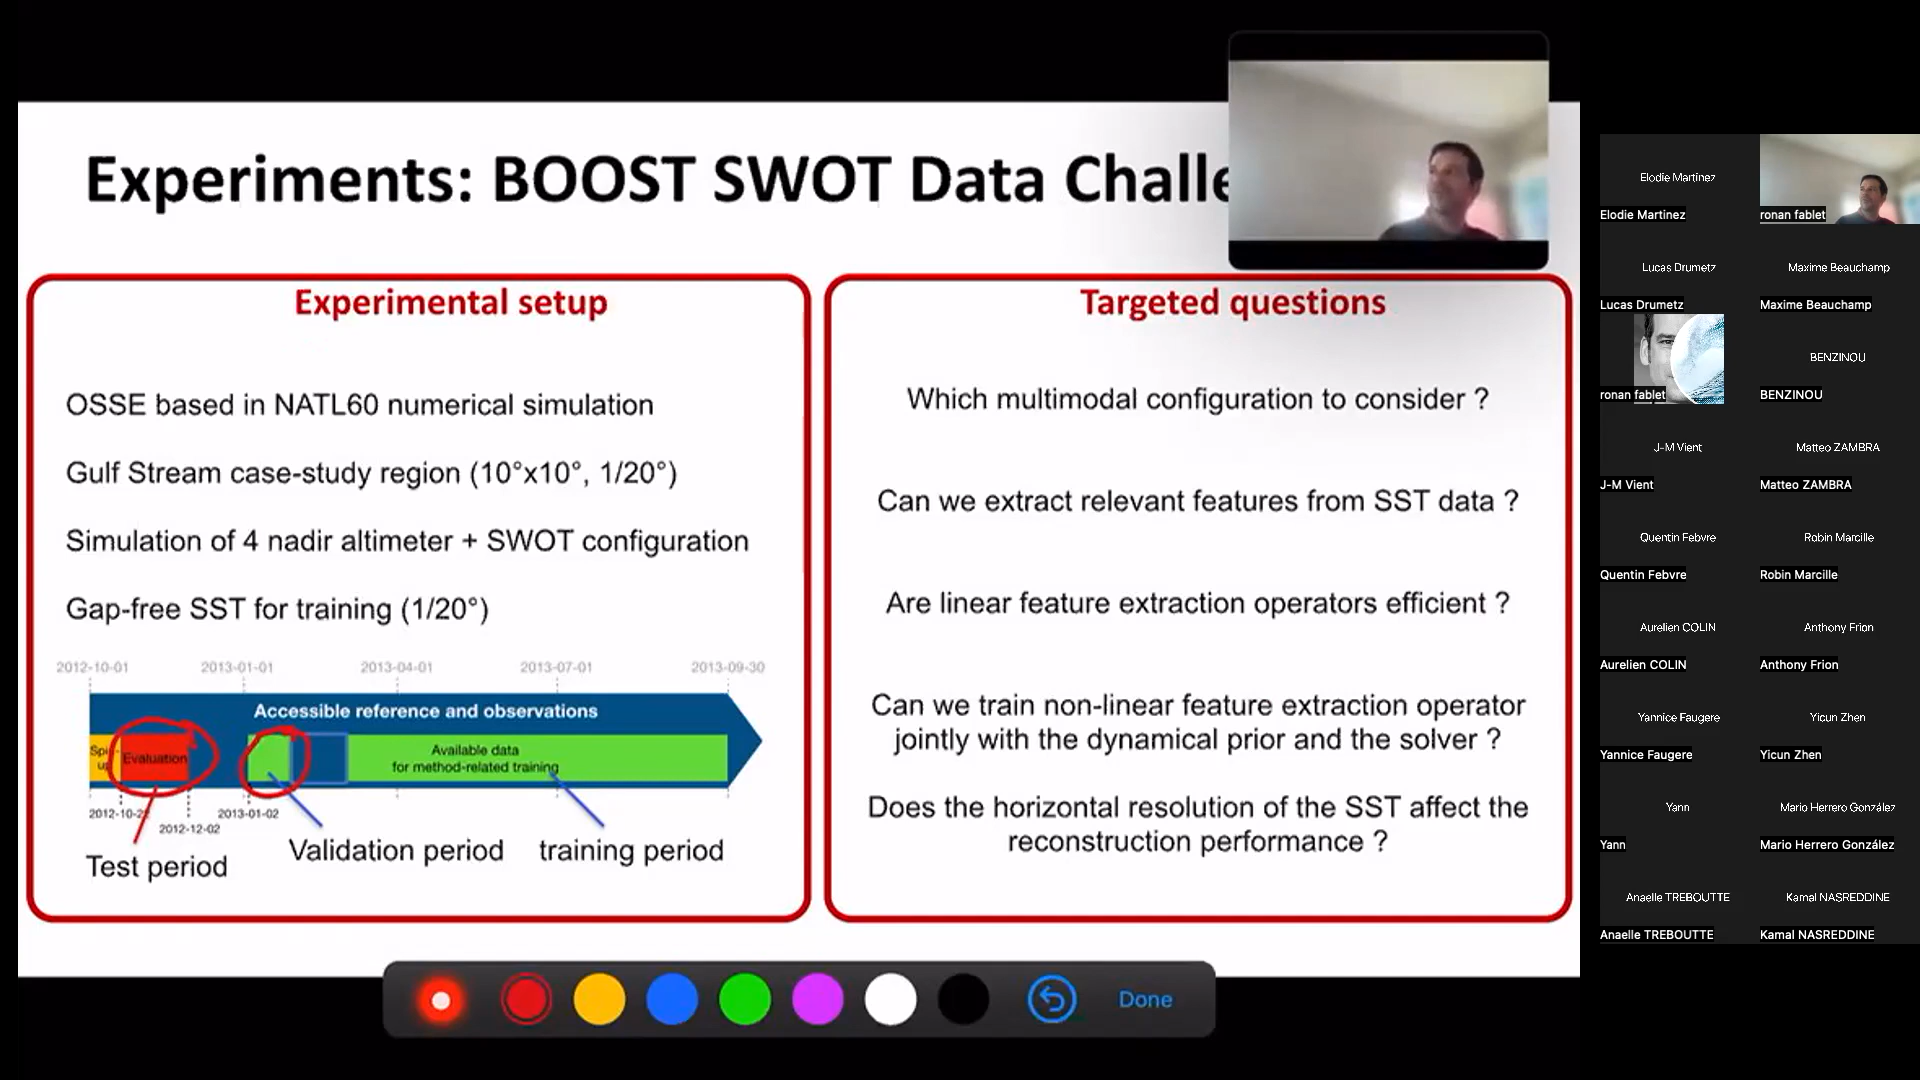 Experiments: BOOST SWOT Data Challe
Experimental setup
OSSE based in NATL60 numerical simulation
Gulf Stream case-study region (10°x10°, 1/20°)
Simulation of 4 nadir altimeter + SWOT configuration
Gap-free SST for training (1/20°)
2012-10-01 2013-01-01 2013-04-01 2013-07-01 2013-09-30
Accessible reference and observations
Evaluation
Available data
for method-related training
2012-12-02
2013-01-02
Test period
Validation period
training period
Targeted questions
Which multimodal configuration to consider ?
Can we extract relevant features from SST data ?
Are linear feature extraction operators efficient ?
Can we train non-linear feature extraction operator
jointly with the dynamical prior and the solver ?
Does the horizontal resolution of the SST affect the
reconstruction performance ?
Done
Elodie Martinez
Elodie Martinez
ronan fablet
Lucas Drumetz
Lucas Drumetz
Maxime Beauchamp
Maxime Beauchamp
ronan fablet
BENZINOU
BENZINOU
J-M Vient
J-M Vient
Matteo ZAMBRA
Matteo ZAMBRA
Quentin Febvre
Quentin Febvre
Robin Marcille
Robin Marcille
Aurelien COLIN
Aurelien COLIN
Anthony Frion
Anthony Frion
Yannice Faugere
Yannice Faugere
Yicun Zhen
Yicun Zhen
Yann
Yann
Mario Herrero González
Mario Herrero González
Anaelle TREBOUTTE
Anaelle TREBOUTTE
Kamal NASREDDINE
Kamal NASREDDINE